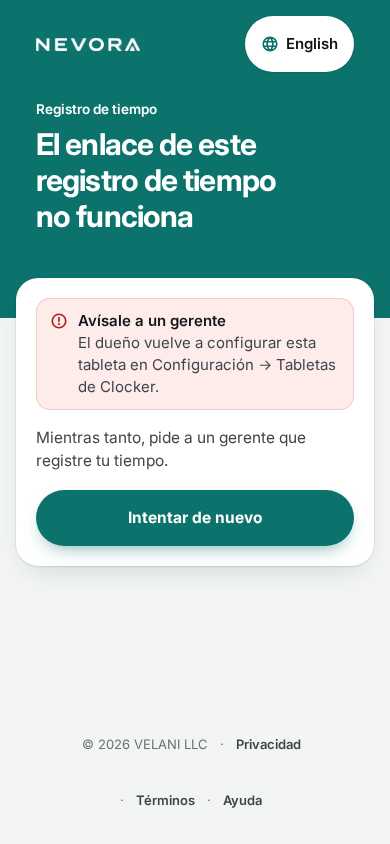 NEVORA
English
Registro de tiempo
El enlace de este
registro de tiempo
no funciona
Avísale a un gerente
El dueño vuelve a configurar esta
tableta en Configuración → Tabletas
de Clocker.
Mientras tanto, pide a un gerente que
registre tu tiempo.
Intentar de nuevo
© 2026 VELANI LLC · Privacidad
· Términos · Ayuda